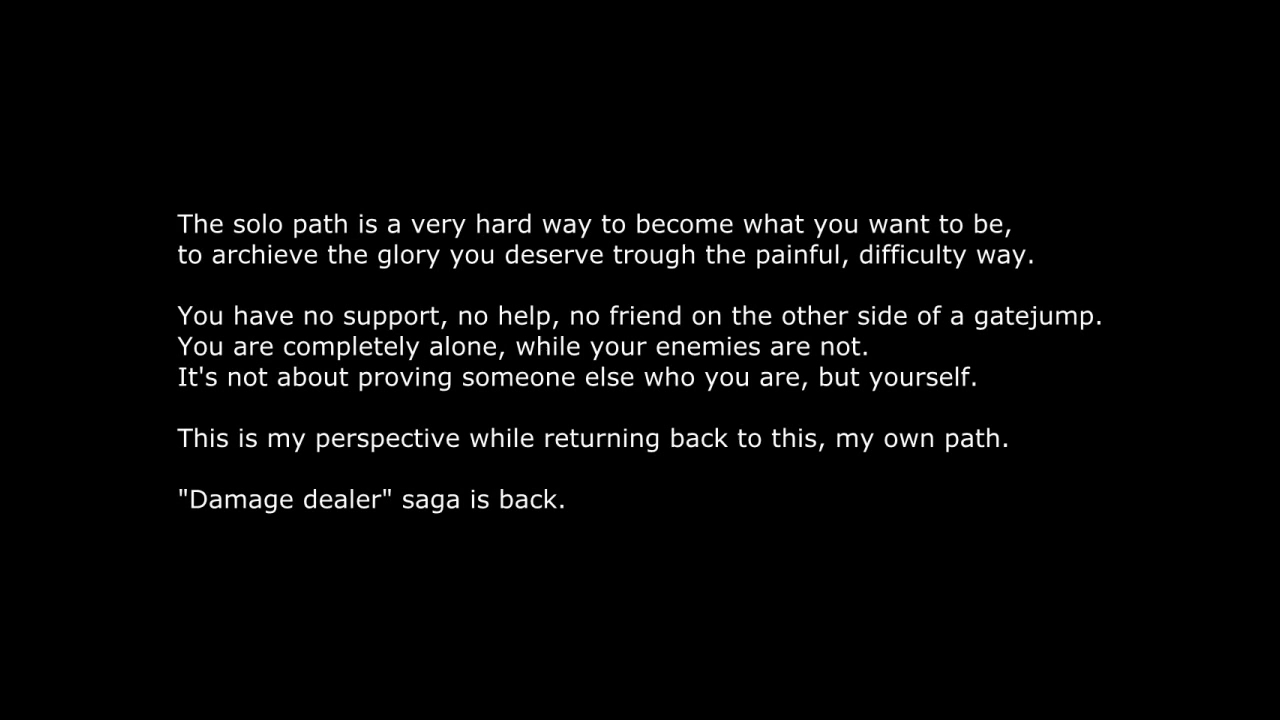 The solo path is a very hard way to become what you want to be,
to archieve the glory you deserve trough the painful, difficulty way.
You have no support, no help, no friend on the other side of a gatejump.
You are completely alone, while your enemies are not.
It's not about proving someone else who you are, but yourself.
This is my perspective while returning back to this, my own path.
"Damage dealer" saga is back.